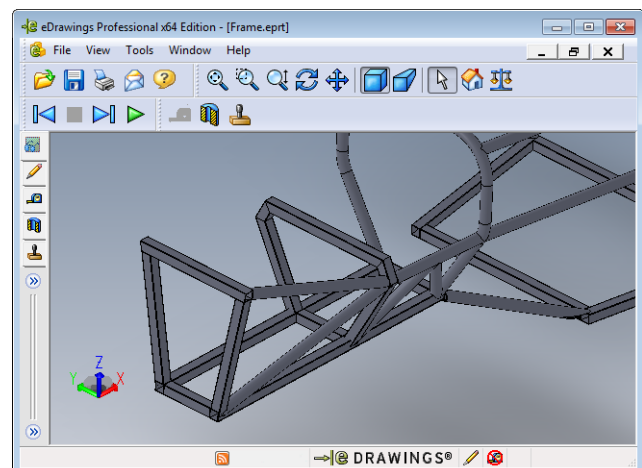 eDrawings Professional x64 Edition - [Frame.eprt]
File View Tools Window Help
Z
Y X
e DRAWINGS®